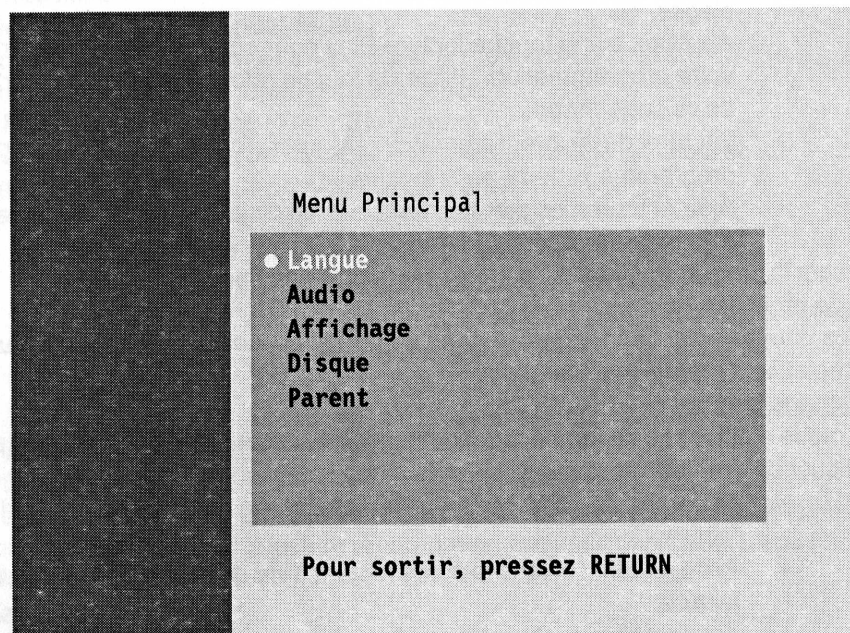 Menu Principal
● Langue
Audio
Affichage
Disque
Parent
Pour sortir, pressez RETURN